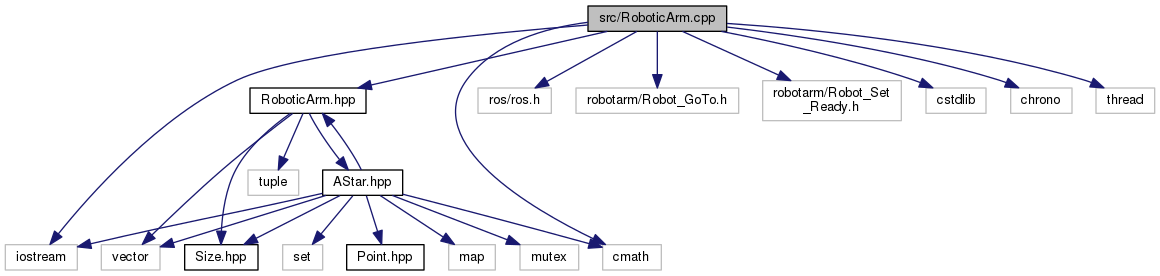 src/RoboticArm.cpp
RoboticArm.hpp
ros/ros.h
robotarm/Robot_GoTo.h
robotarm/Robot_Set
_Ready.h
cstdlib
chrono
thread
tuple
AStar.hpp
iostream
vector
Size.hpp
set
Point.hpp
map
mutex
cmath